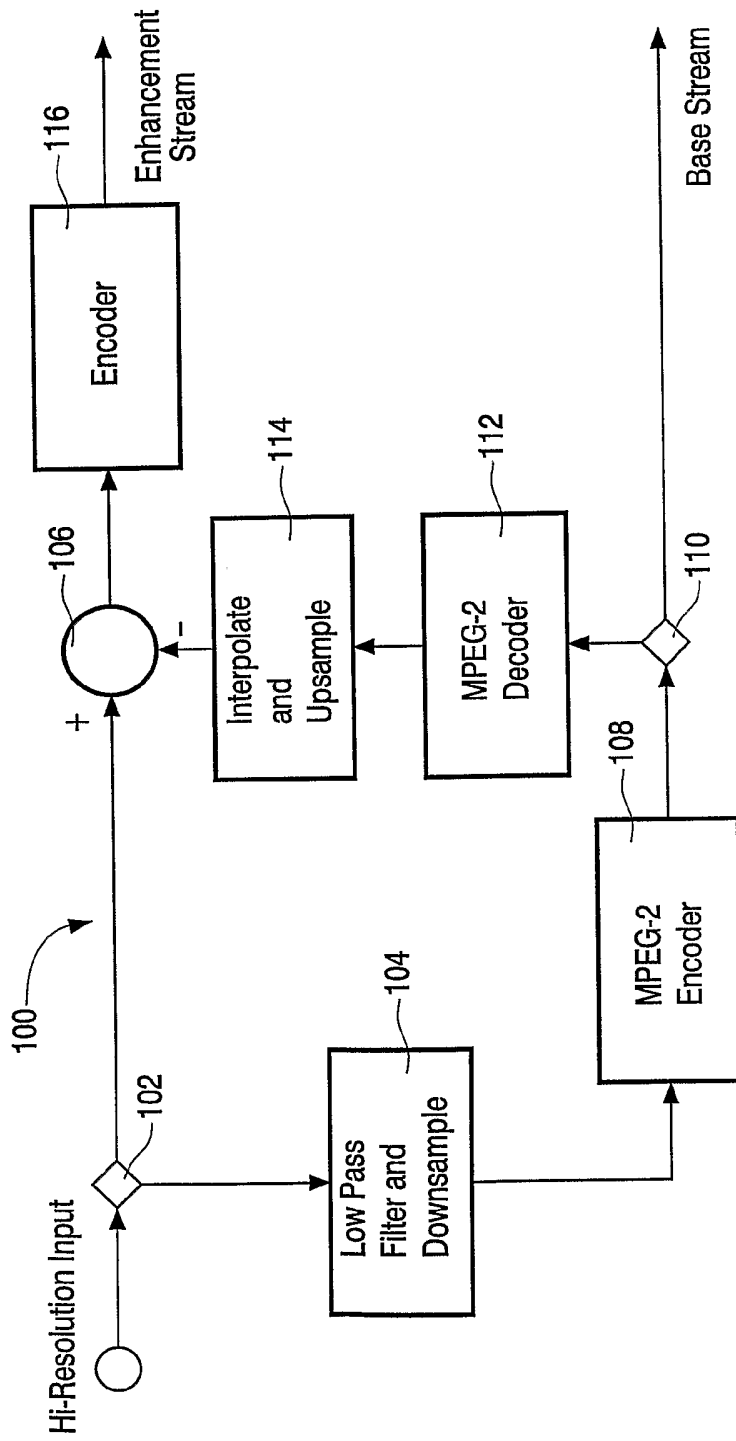 Hi-Resolution Input
102
100
+
106
-
Encoder
116
Enhancement
Stream
Low Pass
Filter and
Downsample
104
Interpolate
and
Upsample
114
MPEG-2
Decoder
112
MPEG-2
Encoder
108
110
Base Stream